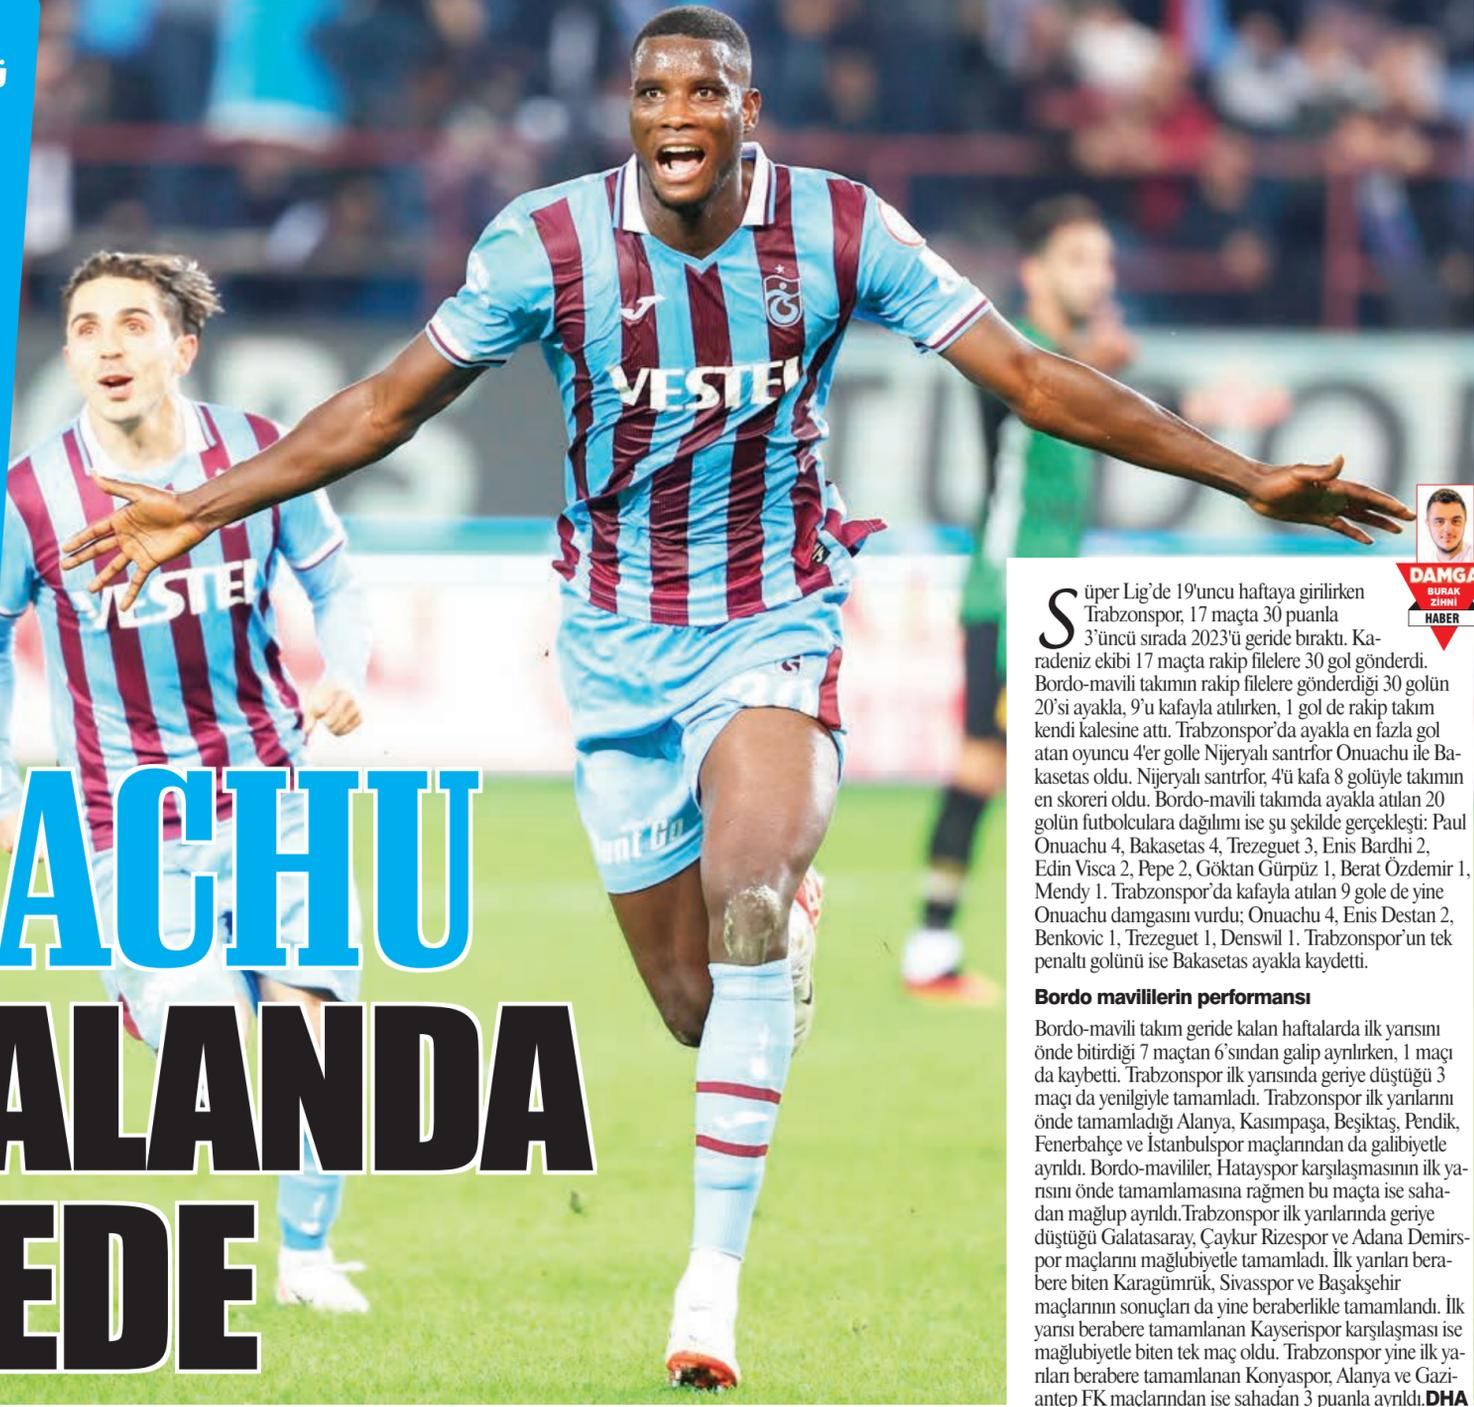 VESTEL
VESTEL
ACHU
ALANDA
EDE
DAMGA
BURAK
ZİHNİ
HABER
Süper Lig'de 19'uncu haftaya girilirken
Trabzonspor, 17 maçta 30 puanla
3'üncü sırada 2023'ü geride bıraktı. Ka-
radeniz ekibi 17 maçta rakip filelere 30 gol gönderdi.
Bordo-mavili takımın rakip filelere gönderdiği 30 golün
20'si ayakla, 9'u kafayla atılırken, 1 gol de rakip takım
kendi kalesine attı. Trabzonspor'da ayakla en fazla gol
atan oyuncu 4'er golle Nijeryalı santrfor Onuachu ile Ba-
kasetas oldu. Nijeryalı santrfor, 4'ü kafa 8 golüyle takımın
en skoreri oldu. Bordo-mavili takımda ayakla atılan 20
golün futbolculara dağılımı ise şu şekilde gerçekleşti: Paul
Onuachu 4, Bakasetas 4, Trezeguet 3, Enis Bardhi 2,
Edin Visca 2, Pepe 2, Göktan Gürpüz 1, Berat Özdemir 1,
Mendy 1. Trabzonspor'da kafayla atılan 9 gole de yine
Onuachu damgasını vurdu; Onuachu 4, Enis Destan 2,
Benkovic 1, Trezeguet 1, Denswil 1. Trabzonspor'un tek
penaltı golünü ise Bakasetas ayakla kaydetti.
Bordo mavililerin performansı
Bordo-mavili takım geride kalan haftalarda ilk yarısını
önde bitirdiği 7 maçtan 6'sından galip ayrılırken, 1 maçı
da kaybetti. Trabzonspor ilk yarısında geriye düştüğü 3
maçı da yenilgiyle tamamladı. Trabzonspor ilk yarılarını
önde tamamladığı Alanya, Kasımpaşa, Beşiktaş, Pendik,
Fenerbahçe ve İstanbulspor maçlarından da galibiyetle
ayrıldı. Bordo-mavililer, Hatayspor karşılaşmasının ilk ya-
rısını önde tamamlamasına rağmen bu maçta ise saha-
dan mağlup ayrıldı.Trabzonspor ilk yarılarında geriye
düştüğü Galatasaray, Çaykur Rizespor ve Adana Demirs-
por maçlarını mağlubiyetle tamamladı. İlk yarıları bera-
bere biten Karagümrük, Sivasspor ve Başakşehir
maçlarının sonuçları da yine beraberlikle tamamlandı. İlk
yarısı berabere tamamlanan Kayserispor karşılaşması ise
mağlubiyetle biten tek maç oldu. Trabzonspor yine ilk ya-
rıları berabere tamamlanan Konyaspor, Alanya ve Gazi-
antep FK maçlarından ise sahadan 3 puanla ayrıldı.DHA